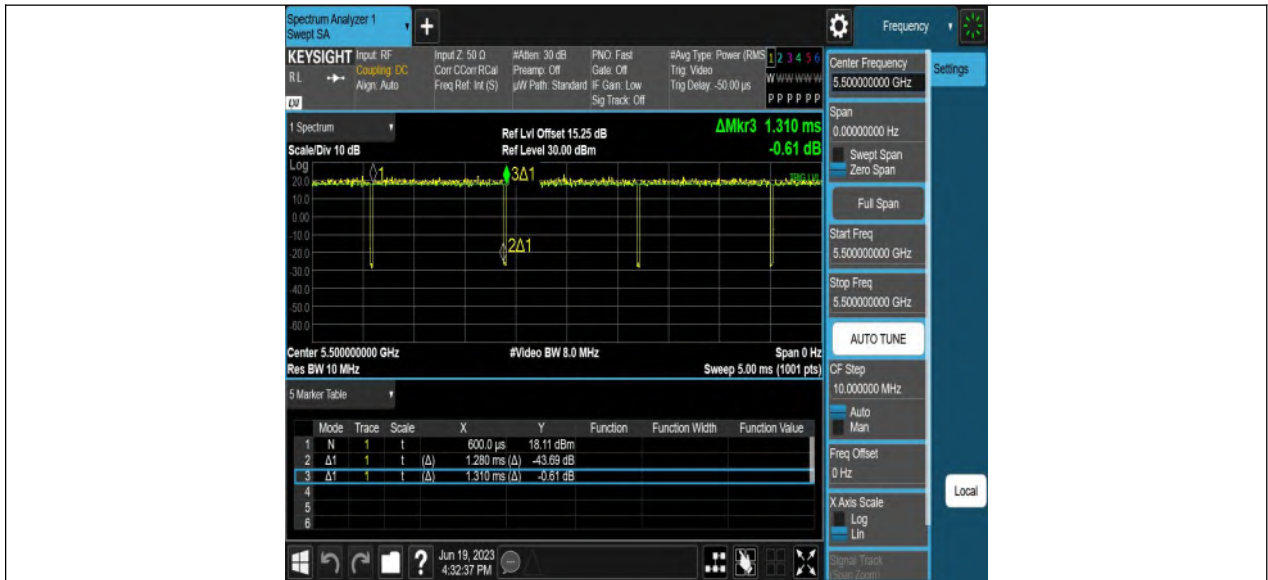 Spectrum Analyzer 1
Swept SA
+
Frequency
KEYSIGHT
Input: RF
Coupling: DC
Align: Auto
Input Z: 50 Ω
Corr CCorr RCal
Freq Ref: Int (S)
#Atten: 30 dB
Preamp: Off
µW Path: Standard
PNO: Fast
Gate: Off
IF Gain: Low
Sig Track: Off
#Avg Type: Power (RMS
Trig: Video
Trig Delay: -50.00 µs
1 2 3 4 5 6
W W W W W W
P P P P P P
RL
LXI
Center Frequency
5.500000000 GHz
Settings
Span
0.00000000 Hz
Swept Span
Zero Span
Full Span
Start Freq
5.500000000 GHz
Stop Freq
5.500000000 GHz
AUTO TUNE
CF Step
10.000000 MHz
Auto
Man
Freq Offset
0 Hz
X Axis Scale
Log
Lin
Signal Track
(Span Zoom)
Local
1 Spectrum
Scale/Div 10 dB
Ref Lvl Offset 15.25 dB
Ref Level 30.00 dBm
ΔMkr3 1.310 ms
-0.61 dB
Log
20.0
10.0
0.00
-10.0
-20.0
-30.0
-40.0
-50.0
-60.0
1
3Δ1
2Δ1
TRIG LVL
Center 5.500000000 GHz
Res BW 10 MHz
#Video BW 8.0 MHz
Span 0 Hz
Sweep 5.00 ms (1001 pts)
5 Marker Table
Mode Trace Scale X Y Function Function Width Function Value
1 N 1 t 600.0 µs 18.11 dBm
2 Δ1 1 t (Δ) 1.280 ms (Δ) -43.69 dB
3 Δ1 1 t (Δ) 1.310 ms (Δ) -0.61 dB
4
5
6
?
Jun 19, 2023
4:32:37 PM